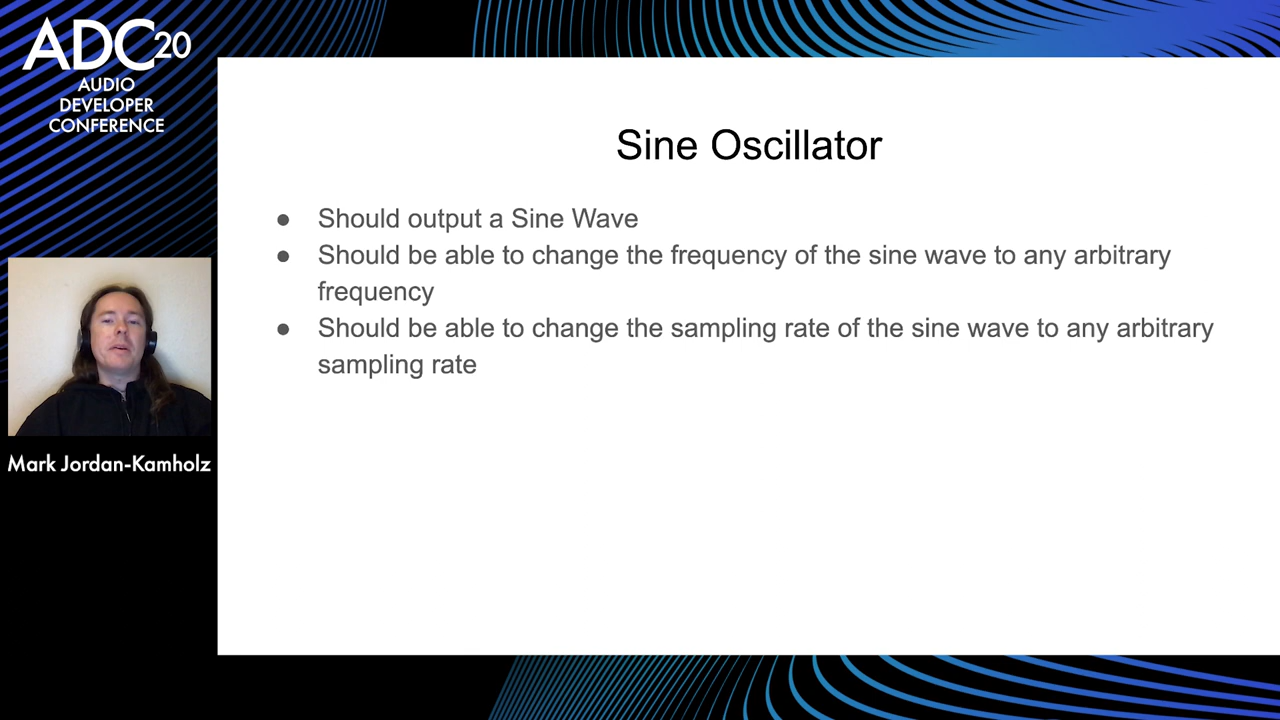 ADC20
AUDIO
DEVELOPER
CONFERENCE
Sine Oscillator
● Should output a Sine Wave
● Should be able to change the frequency of the sine wave to any arbitrary
frequency
● Should be able to change the sampling rate of the sine wave to any arbitrary
sampling rate
Mark Jordan-Kamholz